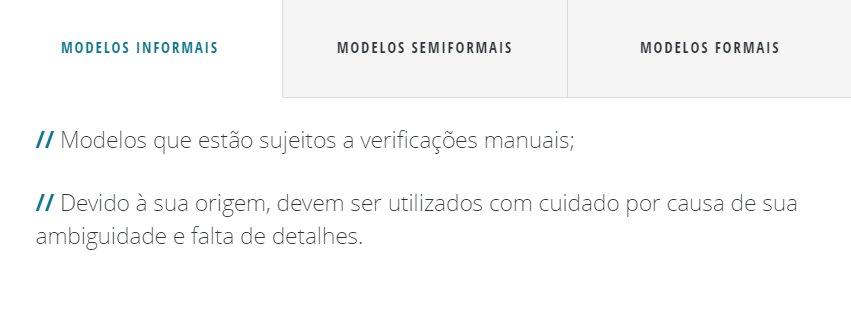 MODELOS INFORMAIS
MODELOS SEMIFORMAIS
MODELOS FORMAIS
// Modelos que estão sujeitos a verificações manuais;
// Devido à sua origem, devem ser utilizados com cuidado por causa de sua
ambiguidade e falta de detalhes.